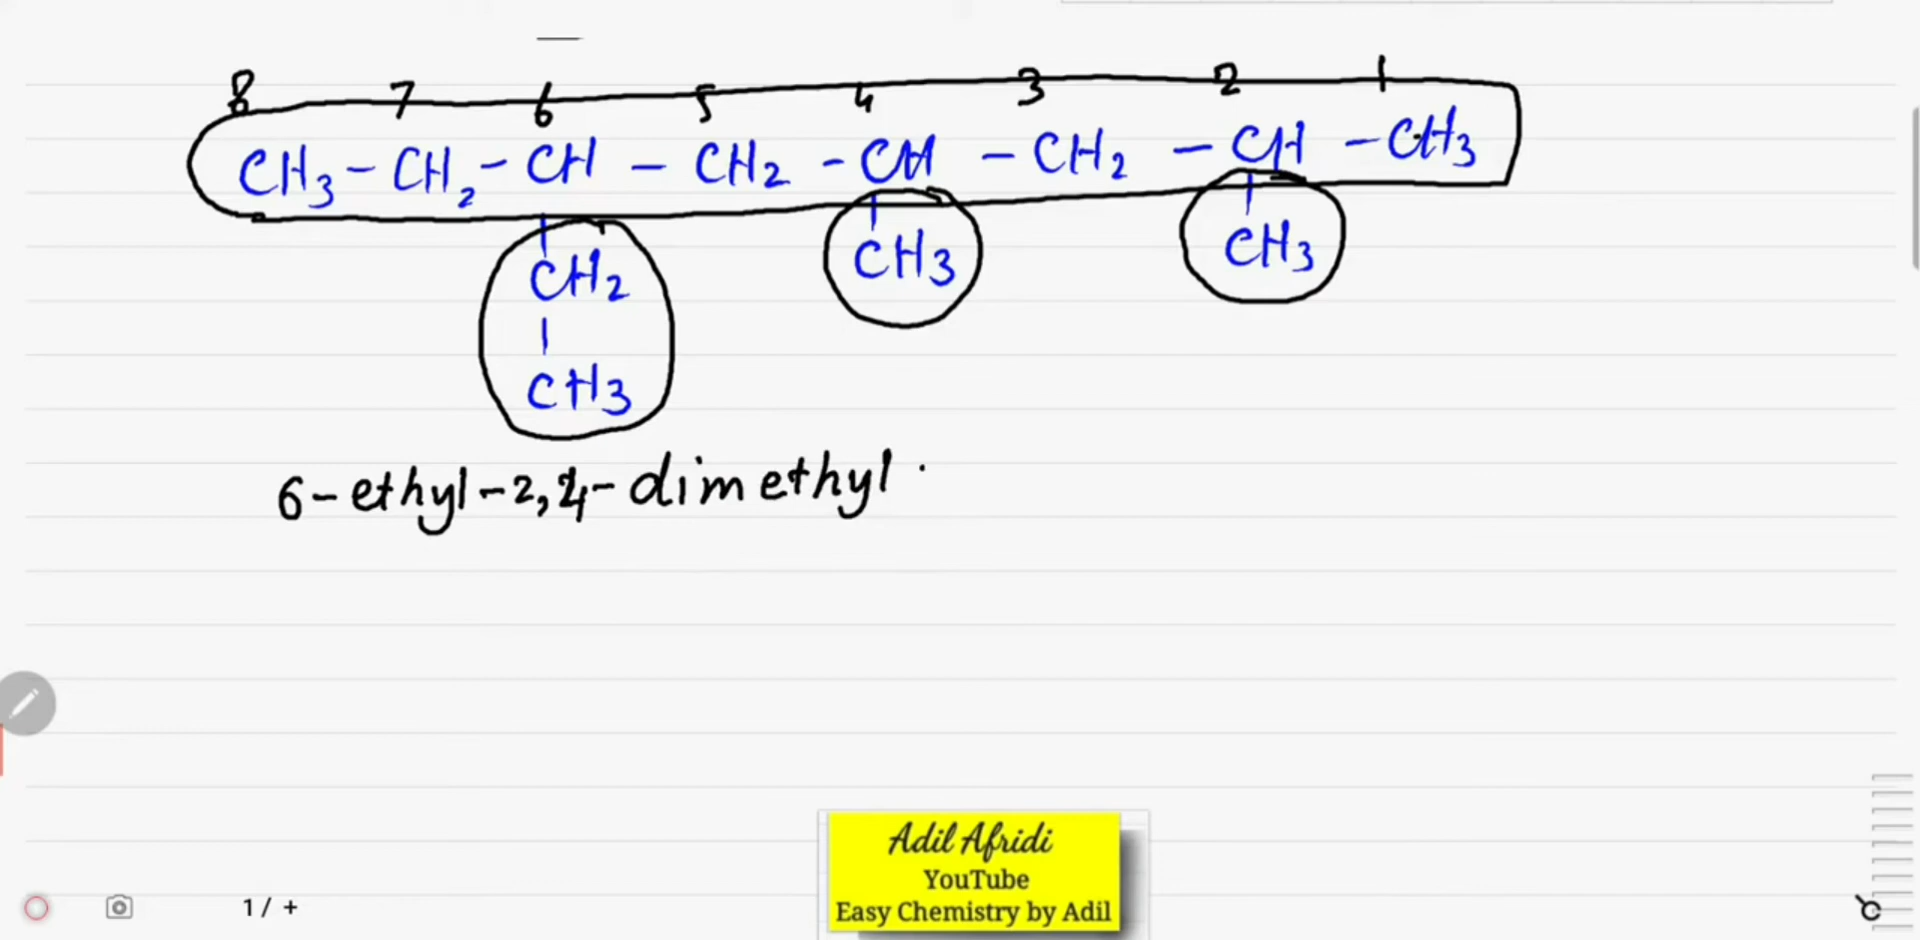 8 7 6 5 4 3 2 1
CH3 - CH2 - CH - CH2 - CH - CH2 - CH - CH3
CH2 CH3 CH3
CH3
6-ethyl-2,4-dimethyl
Adil Afridi
YouTube
Easy Chemistry by Adil
1 / +